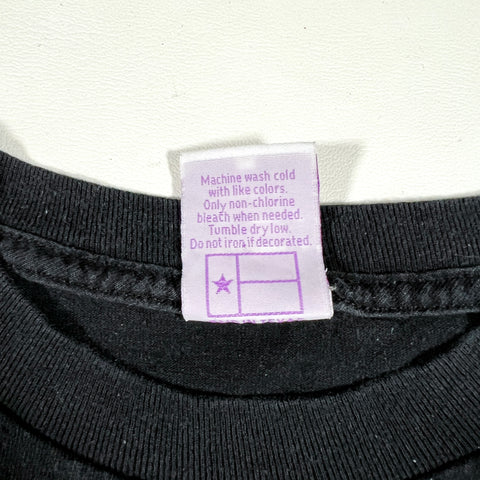 Machine wash cold
with like colors.
Only non-chlorine
bleach when needed.
Tumble dry low.
Do not iron if decorated.